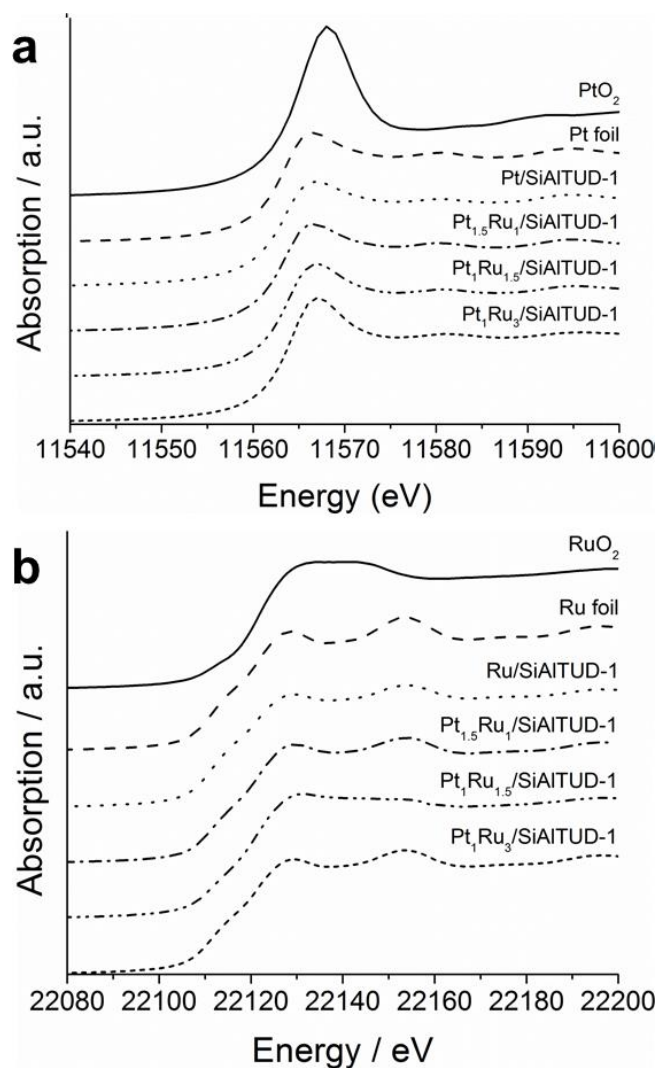 a
PtO2
Pt foil
Pt/SiAlTUD-1
Pt1.5Ru1/SiAlTUD-1
Pt1Ru1.5/SiAlTUD-1
Pt1Ru3/SiAlTUD-1
Absorption / a.u.
11540 11550 11560 11570 11580 11590 11600
Energy (eV)
b
RuO2
Ru foil
Ru/SiAlTUD-1
Pt1.5Ru1/SiAlTUD-1
Pt1Ru1.5/SiAlTUD-1
Pt1Ru3/SiAlTUD-1
Absorption / a.u.
22080 22100 22120 22140 22160 22180 22200
Energy / eV